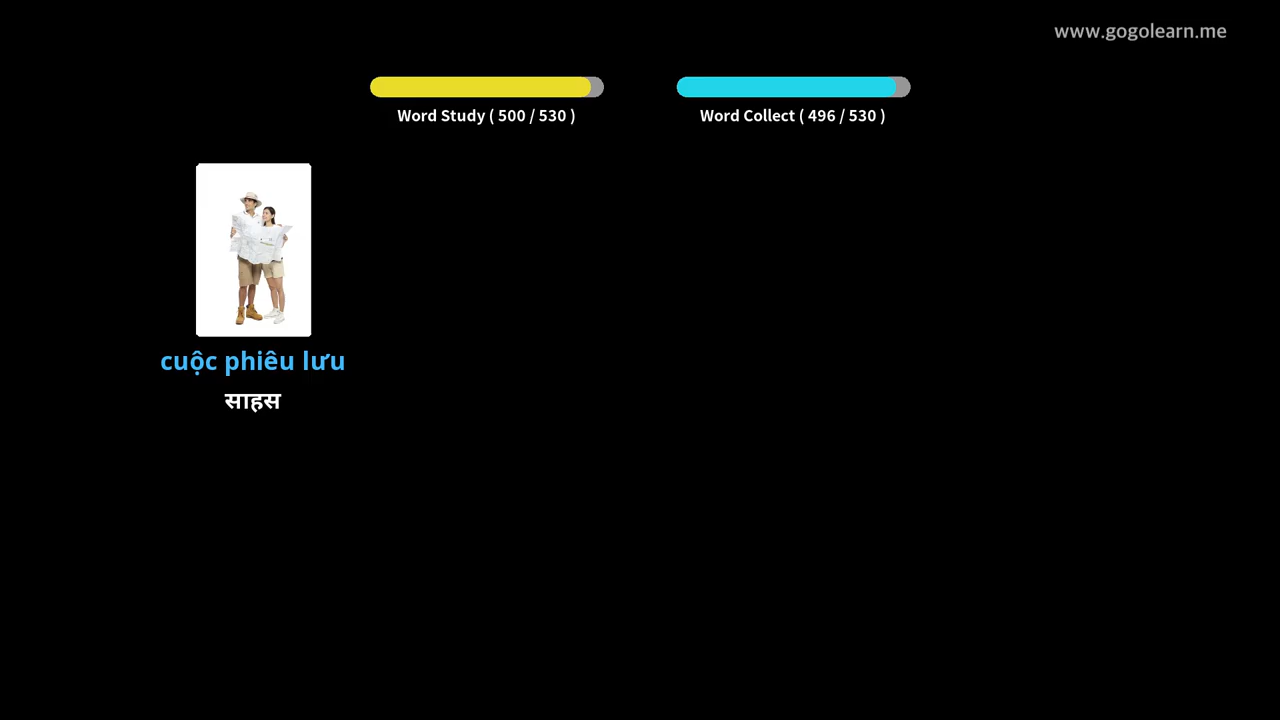 www.gogolearn.me
Word Study ( 500 / 530 )
Word Collect ( 496 / 530 )
cuộc phiêu lưu
साहस